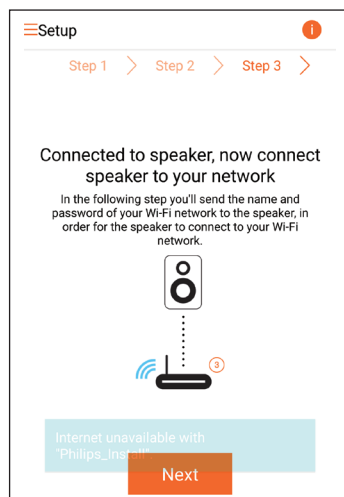 Setup
i
Step 1 > Step 2 > Step 3 >
Connected to speaker, now connect
speaker to your network
In the following step you'll send the name and
password of your Wi-Fi network to the speaker, in
order for the speaker to connect to your Wi-Fi
network.
3
Internet unavailable with
"Philips_Install".
Next